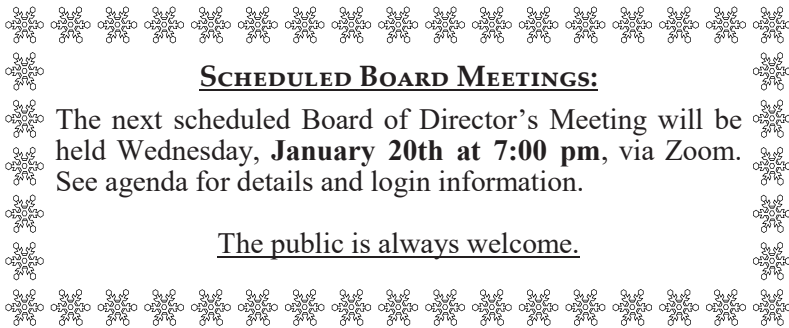 Scheduled Board Meetings:
The next scheduled Board of Director’s Meeting will be
held Wednesday, January 20th at 7:00 pm, via Zoom.
See agenda for details and login information.
The public is always welcome.